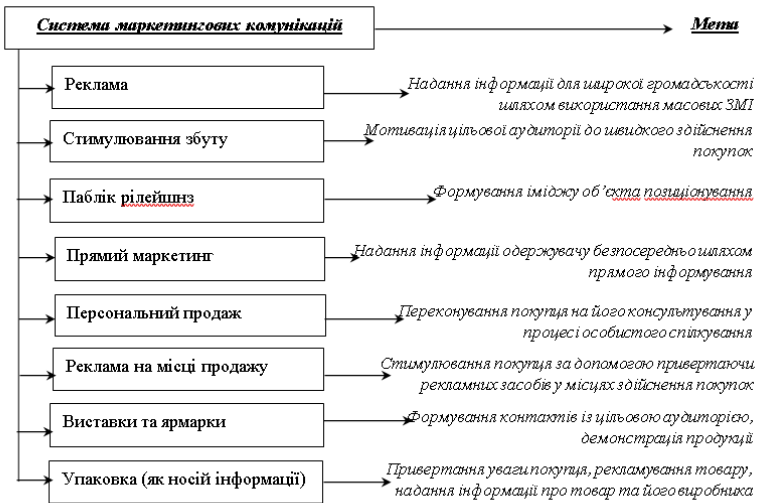 Система маркетингових комунікацій
Мета
Реклама
Надання інформації для широкої громадськості
шляхом використання масових ЗМІ
Стимулювання збуту
Мотивація цільової аудиторії до швидкого здійснення
покупок
Паблік рілейшнз
Формування іміджу об’єкта позиціонування
Прямий маркетинг
Надання інформації одержувачу безпосередньо шляхом
прямого інформування
Персональний продаж
Переконування покупця на його консультування у
процесі особистого спілкування
Реклама на місці продажу
Стимулювання покупця за допомогою привертаючи
рекламних засобів у місцях здійснення покупок
Виставки та ярмарки
Формування контактів із цільовою аудиторією,
демонстрація продукції
Упаковка (як носій інформації)
Привертання уваги покупця, рекламування товару,
надання інформації про товар та його виробника